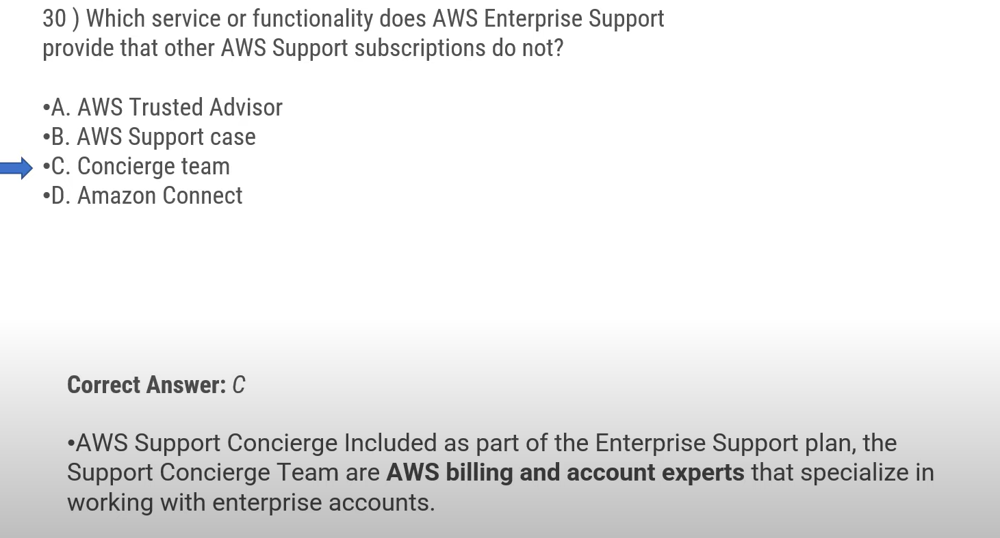 30 ) Which service or functionality does AWS Enterprise Support
provide that other AWS Support subscriptions do not?
•A. AWS Trusted Advisor
•B. AWS Support case
•C. Concierge team
•D. Amazon Connect
Correct Answer: C
•AWS Support Concierge Included as part of the Enterprise Support plan, the
Support Concierge Team are AWS billing and account experts that specialize in
working with enterprise accounts.